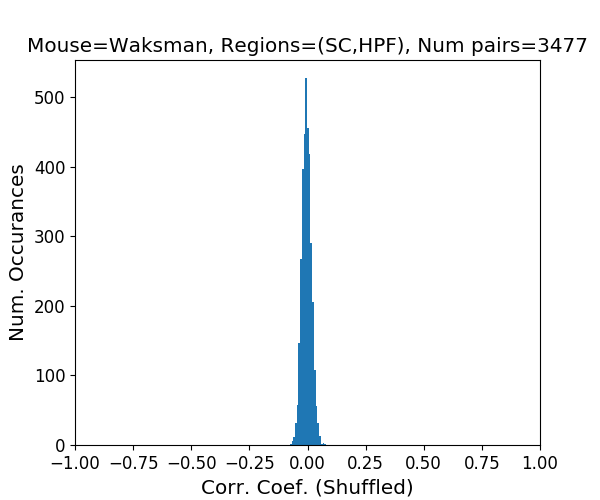 Mouse=Waksman, Regions=(SC,HPF), Num pairs=3477
Num. Occurances
500
400
300
200
100
0
−1.00 −0.75 −0.50 −0.25 0.00 0.25 0.50 0.75 1.00
Corr. Coef. (Shuffled)